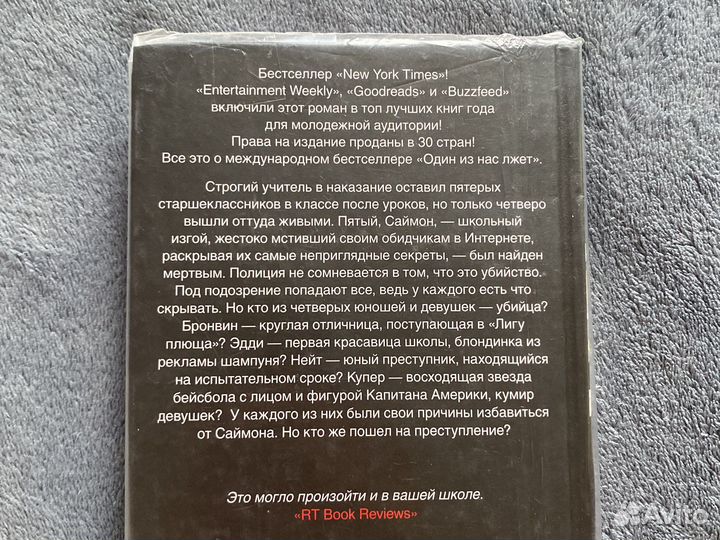 Бестселлер «New York Times»!
«Entertainment Weekly», «Goodreads» и «Buzzfeed»
включили этот роман в топ лучших книг года
для молодежной аудитории!
Права на издание проданы в 30 стран!
Все это о международном бестселлере «Один из нас лжет».
Строгий учитель в наказание оставил пятерых
старшеклассников в классе после уроков, но только четверо
вышли оттуда живыми. Пятый, Саймон, — школьный
изгой, жестоко мстивший своим обидчикам в Интернете,
раскрывая их самые неприглядные секреты, — был найден
мертвым. Полиция не сомневается в том, что это убийство.
Под подозрение попадают все, ведь у каждого есть что
скрывать. Но кто из четверых юношей и девушек — убийца?
Бронвин — круглая отличница, поступающая в «Лигу
плюща»? Эдди — первая красавица школы, блондинка из
рекламы шампуня? Нейт — юный преступник, находящийся
на испытательном сроке? Купер — восходящая звезда
бейсбола с лицом и фигурой Капитана Америки, кумир
девушек? У каждого из них были свои причины избавиться
от Саймона. Но кто же пошел на преступление?
Это могло произойти и в вашей школе.
«RT Book Reviews»
Avito